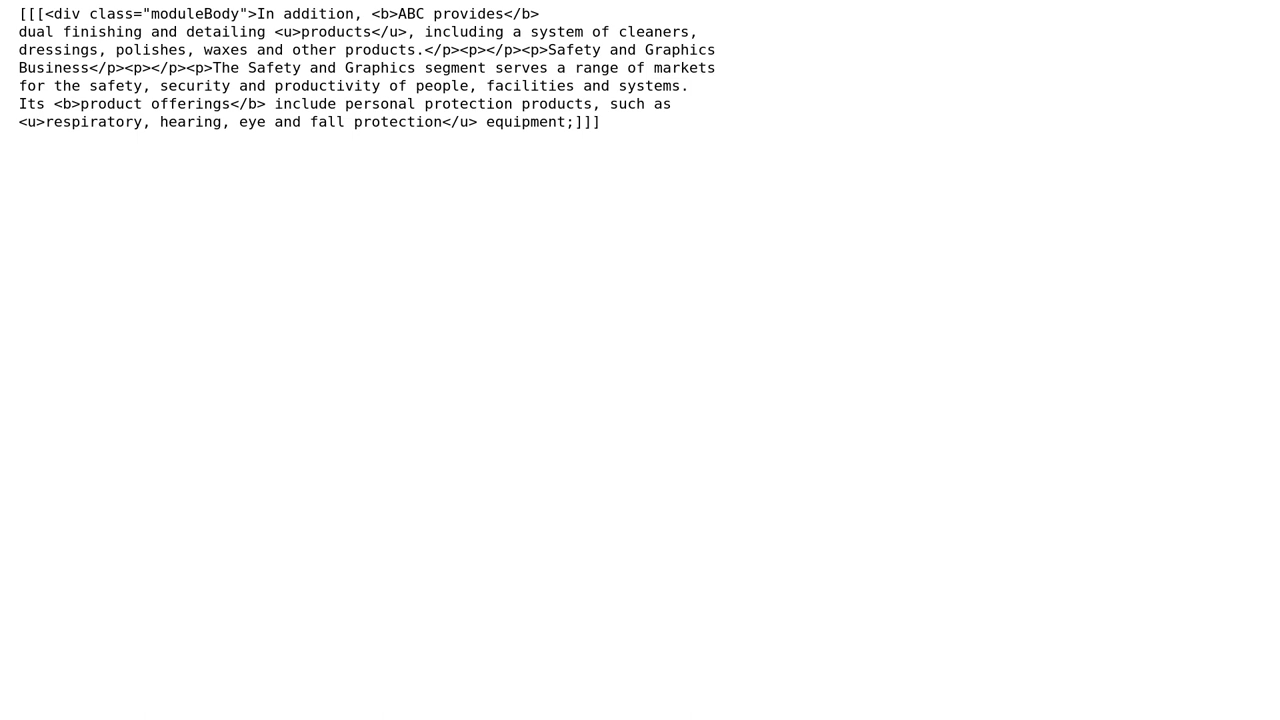 [[[<div class="moduleBody">In addition, <b>ABC provides</b>
dual finishing and detailing <u>products</u>, including a system of cleaners,
dressings, polishes, waxes and other products.</p><p></p><p>Safety and Graphics
Business</p><p></p><p>The Safety and Graphics segment serves a range of markets
for the safety, security and productivity of people, facilities and systems.
Its <b>product offerings</b> include personal protection products, such as
<u>respiratory, hearing, eye and fall protection</u> equipment;]]]